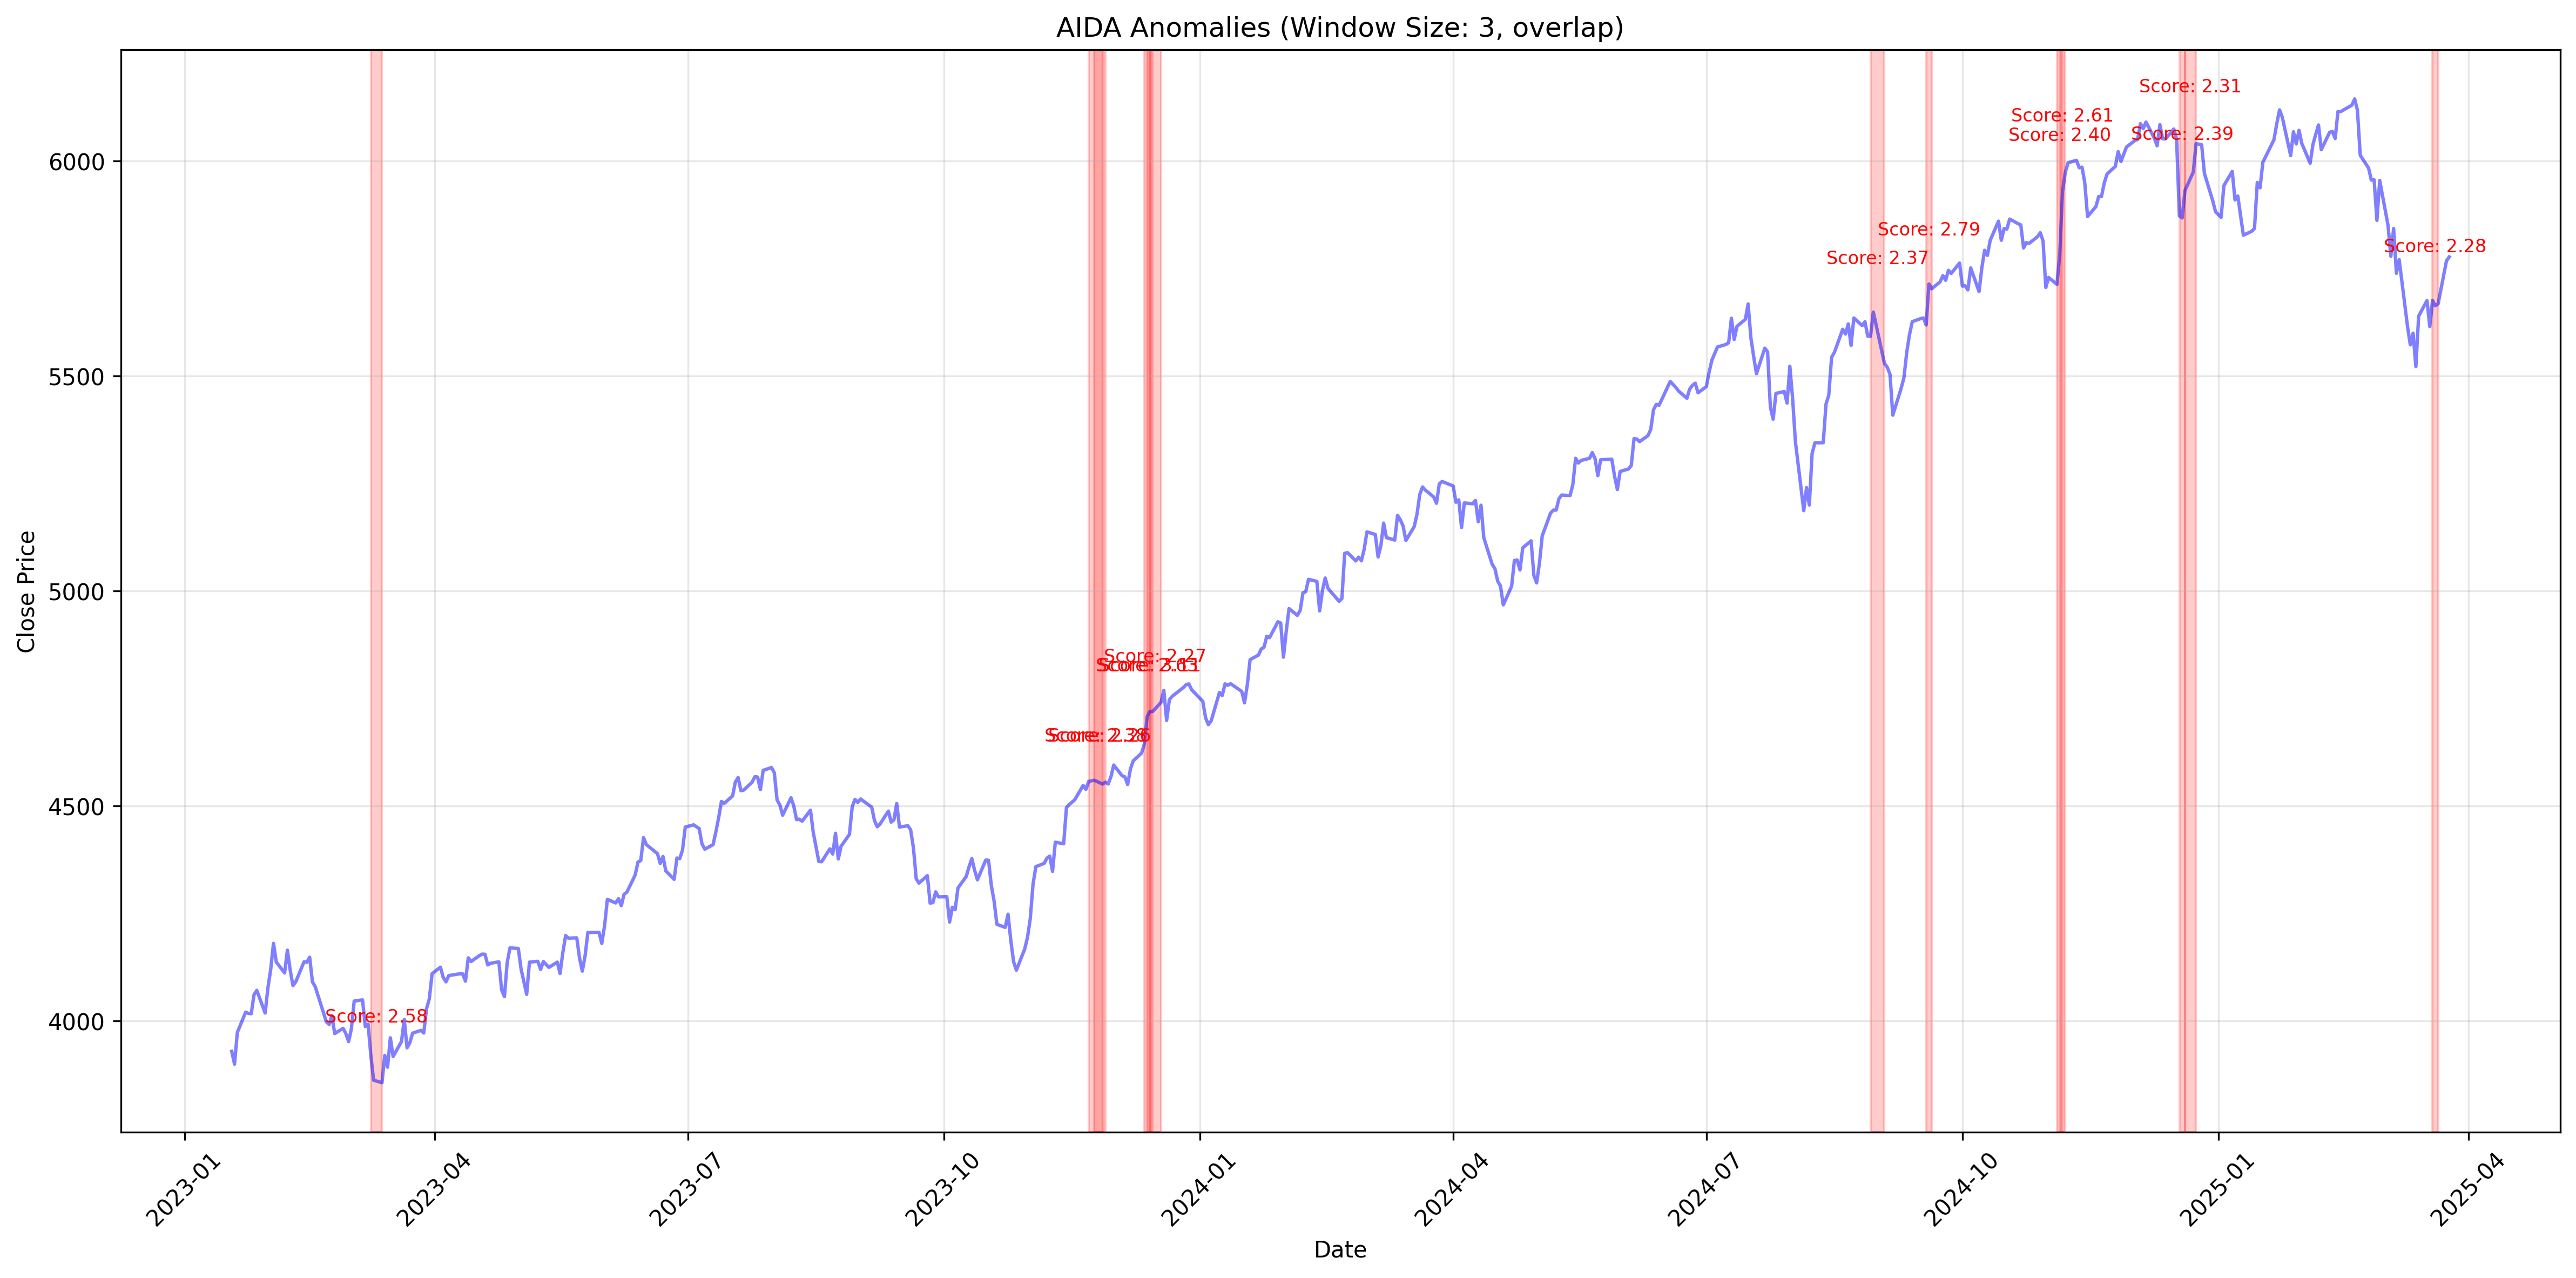 AIDA Anomalies (Window Size: 3, overlap)
Score: 2.31
Score: 2.61
Score: 2.40
Score: 2.39
Score: 2.79
Score: 2.37
Score: 2.28
Score: 2.27
Score:
Score:
Score: 2.58
6000
5500
5000
4500
4000
Close Price
2023-01
2023-04
2023-07
2023-10
2024-01
2024-04
2024-07
2024-10
2025-01
2025-04
Date